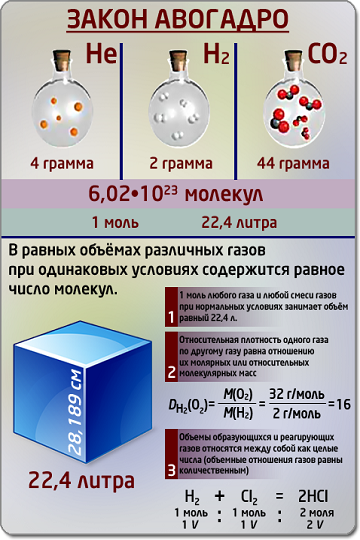 ЗАКОН АВОГАДРО
He H₂ CO₂
4 грамма 2 грамма 44 грамма
6,02•10²³ молекул
1 моль 22,4 литра
В равных объёмах различных газов
при одинаковых условиях содержится равное
число молекул.
1 1 моль любого газа и любой смеси газов
при нормальных условиях занимает объём
равный 22,4 л.
2 Относительная плотность одного газа
по другому газу равна отношению
их молярных или относительных
молекулярных масс
28,189 см
22,4 литра
D_H₂(O₂)= M(O₂)/M(H₂) = 32 г/моль/2 г/моль =16
3 Объемы образующихся и реагирующих
газов относятся между собой как целые
числа (объемные отношения газов равны
количественным)
H₂ + Cl₂ = 2HCl
1 моль : 1 моль : 2 моля
1 V : 1 V : 2 V